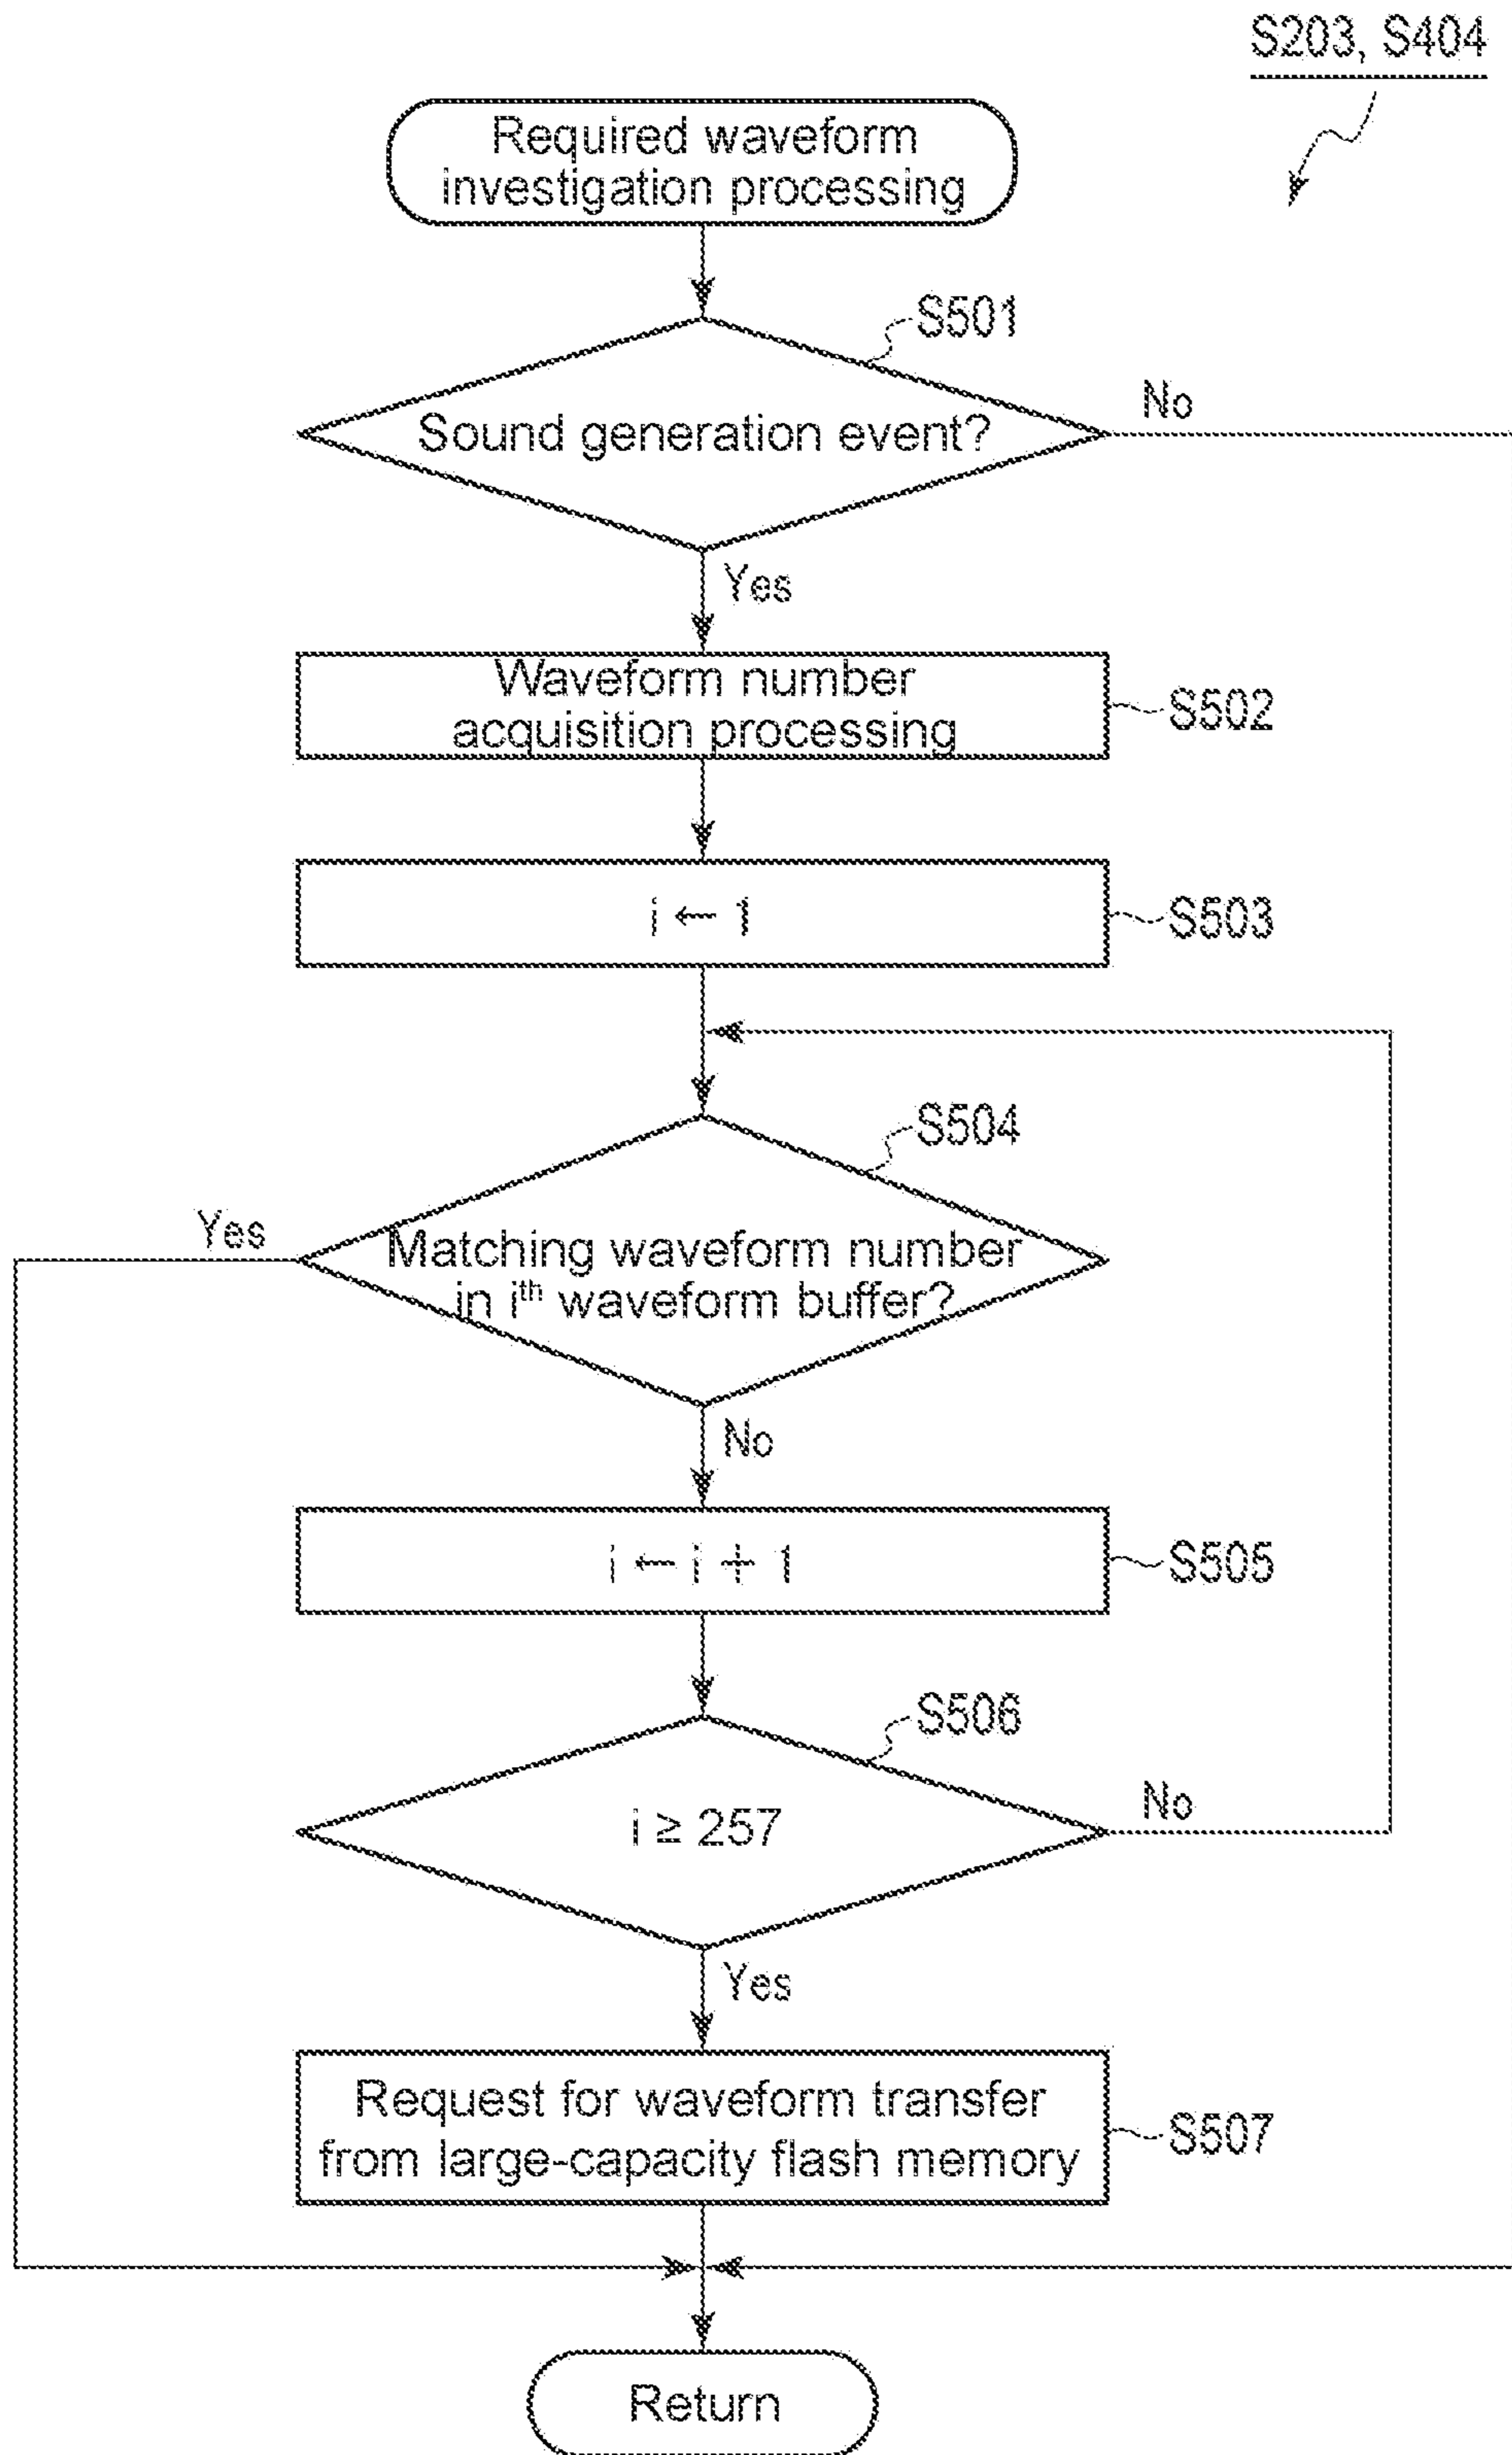 S203, S404
Required waveform
investigation processing
S501
Sound generation event?
No
Yes
Waveform number
acquisition processing
S502
i ← 1
S503
S504
Yes
Matching waveform number
in iᵗʰ waveform buffer?
No
i ← i + 1
S505
S506
i ≥ 257
No
Yes
Request for waveform transfer
from large-capacity flash memory
S507
Return